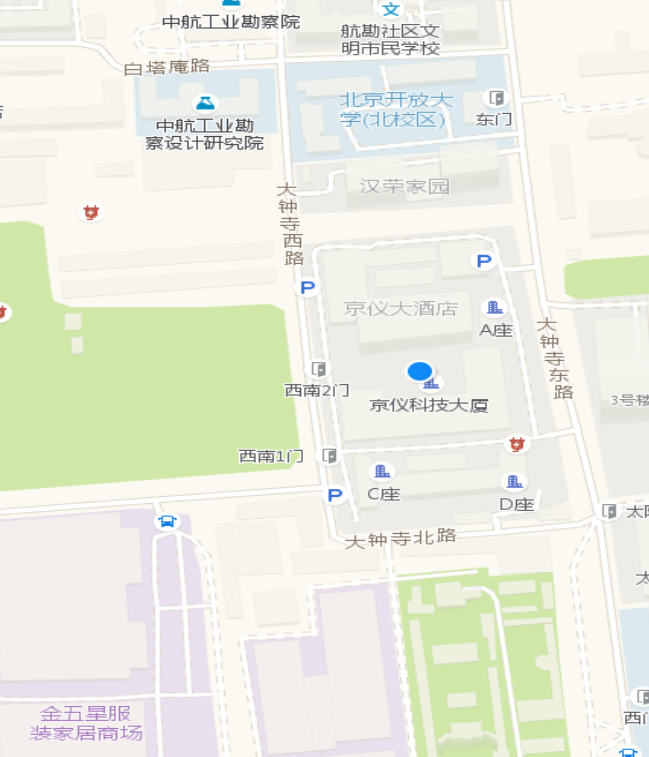 中航工业勘察院
文
航勘社区文
明市民学校
白塔庵路
北京开放大
学(北校区)
东门
中航工业勘
察设计研究院
汉荣家园
大钟寺西路
P
P
京仪大酒店
A座
大钟寺东路
西南2门
京仪科技大厦
3号楼
西南1门
P
C座
D座
大钟寺北路
金五星服
装家居商场